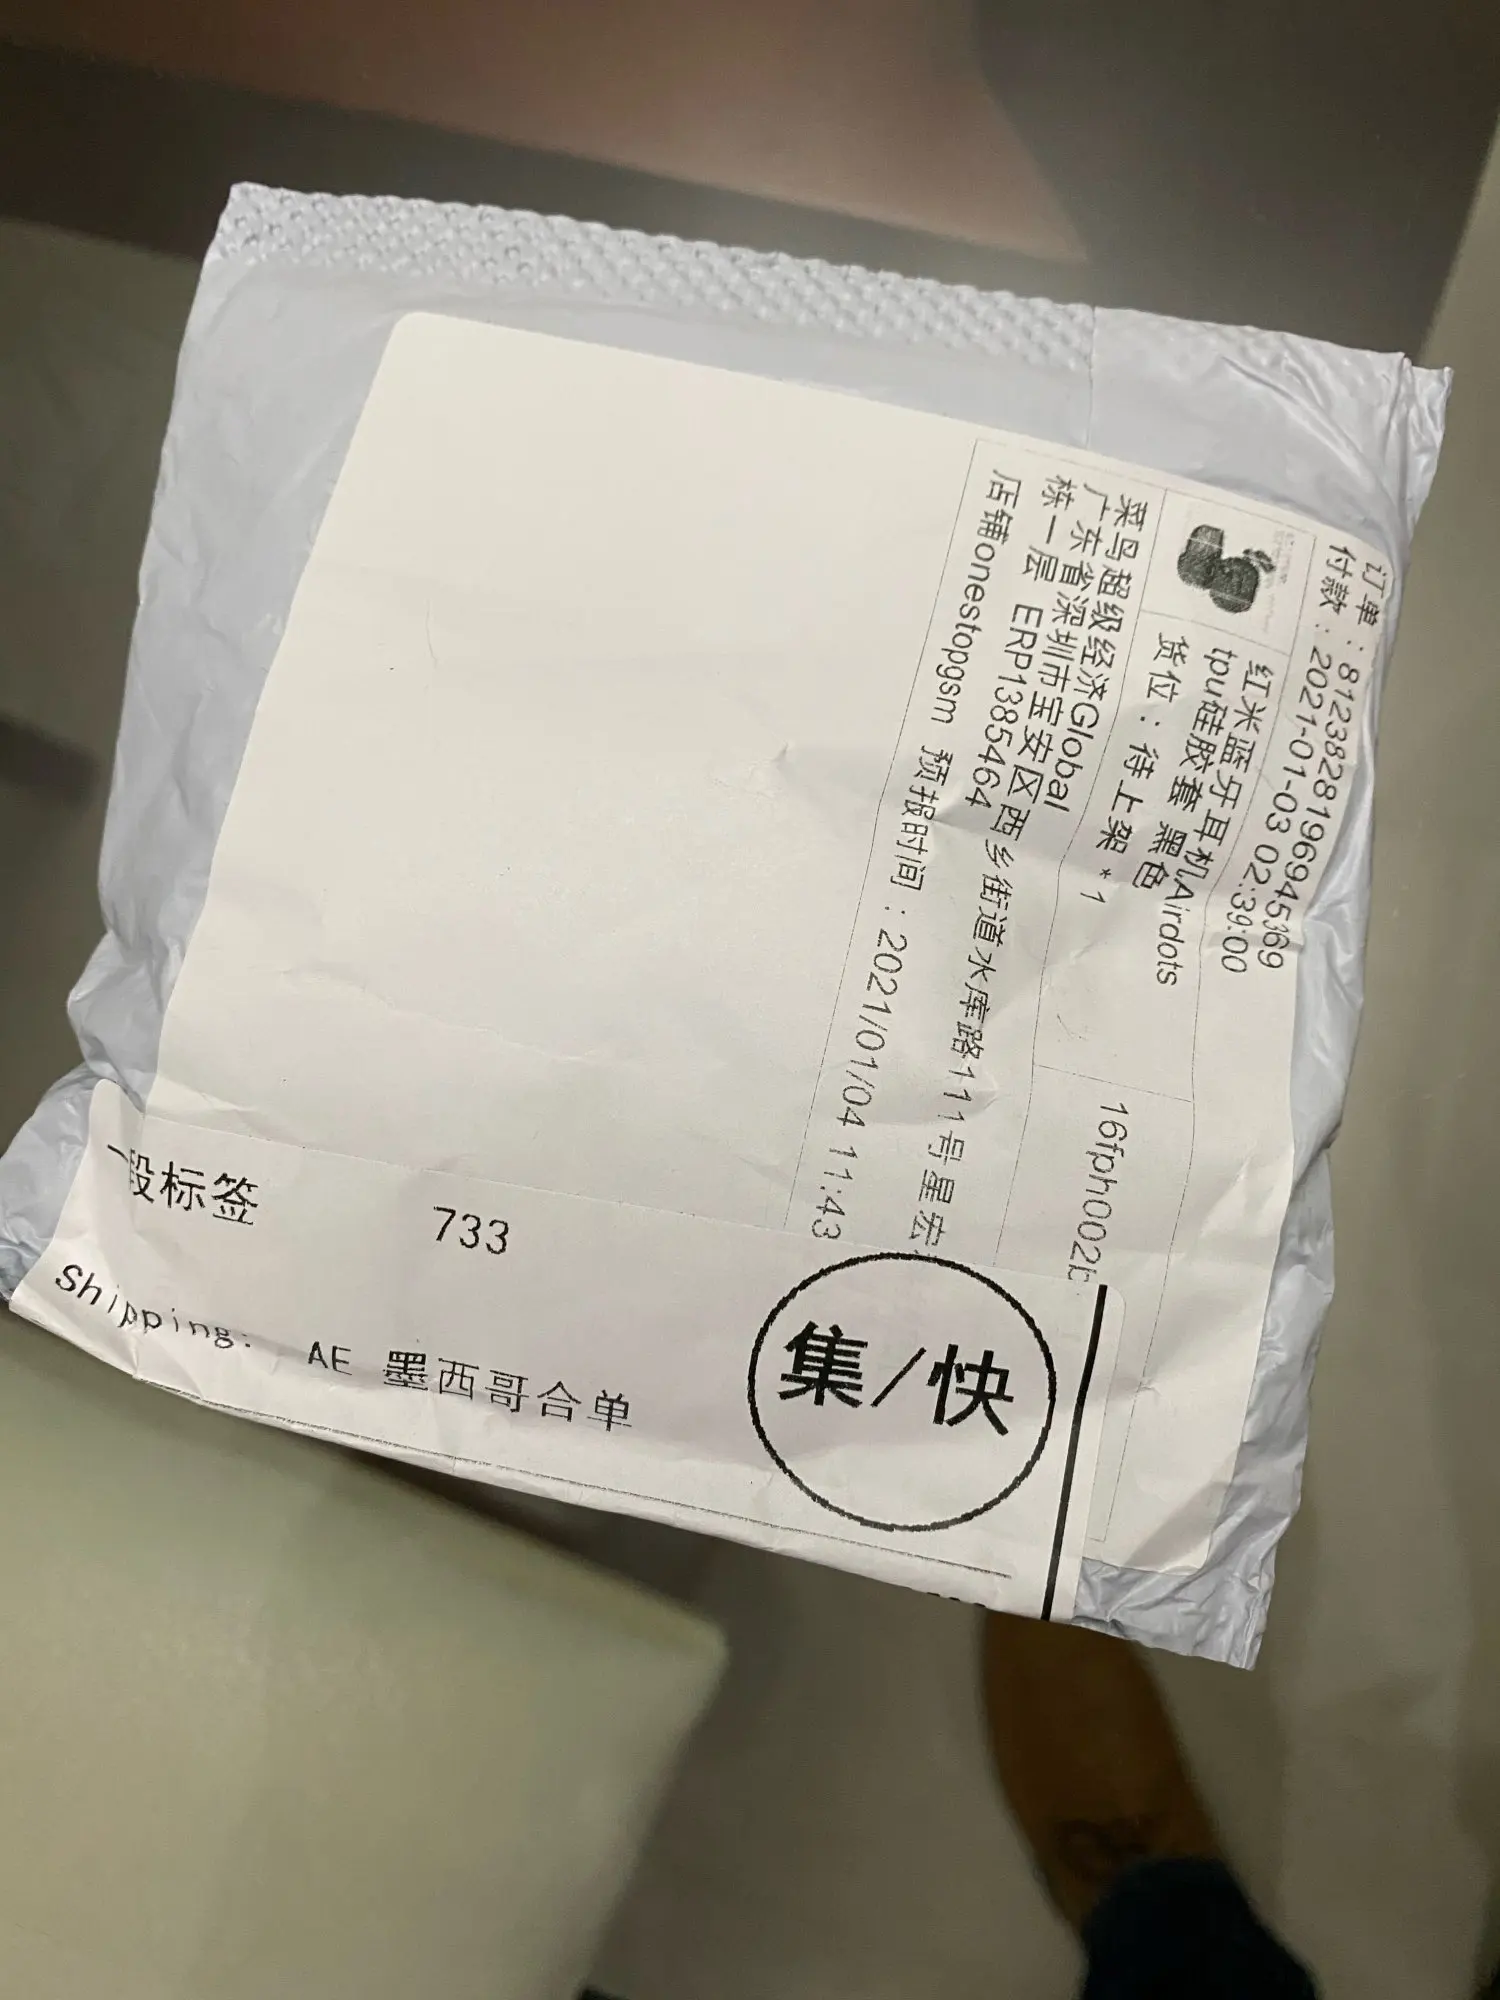 订单：8123828196945369
付款：2021-01-03 02:39:00
红米蓝牙耳机Airdots
tpu硅胶套 黑色
货位：待上架 *1
16fph002
菜鸟超级经济Global
广东省深圳市宝安区西乡街道水库路111号星宏
栋一层 ERP1385464
店铺onestopgsm 预报时间：2021/01/04 11:43
一段标签 733
Shipping: AE 墨西哥合单
集/快